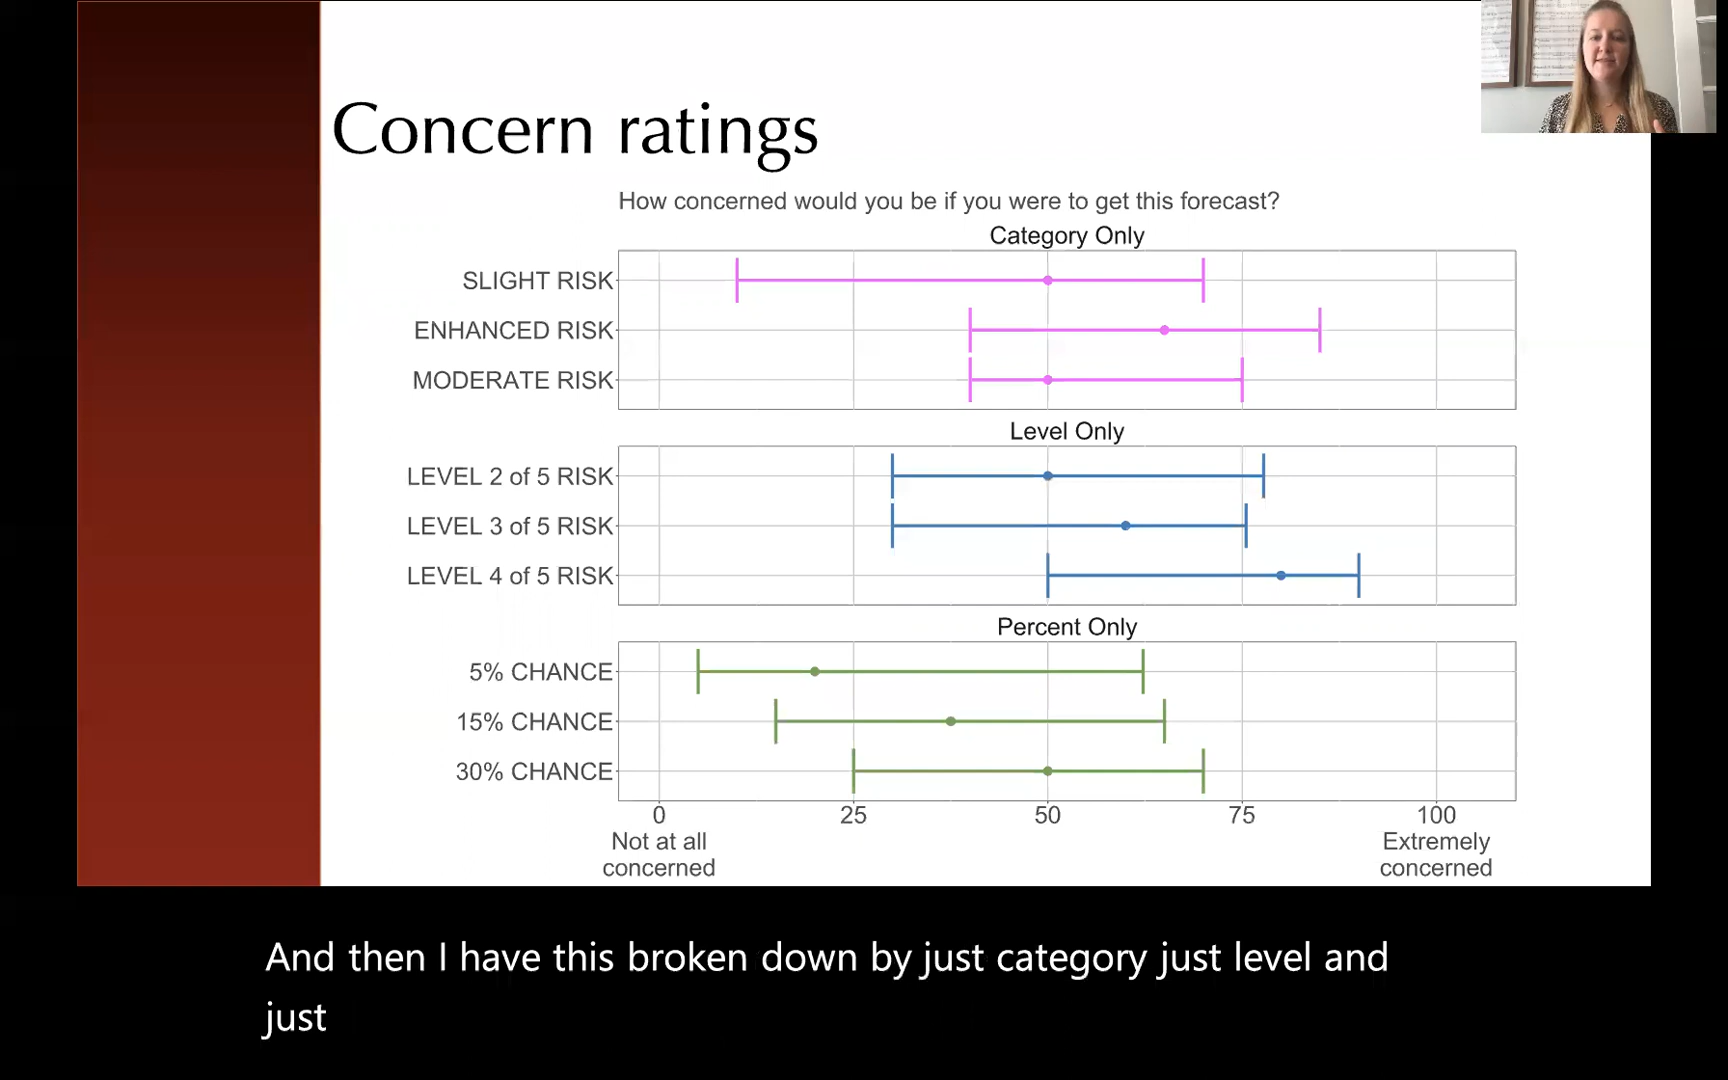 Concern ratings
How concerned would you be if you were to get this forecast?
Category Only
SLIGHT RISK
ENHANCED RISK
MODERATE RISK
Level Only
LEVEL 2 of 5 RISK
LEVEL 3 of 5 RISK
LEVEL 4 of 5 RISK
Percent Only
5% CHANCE
15% CHANCE
30% CHANCE
0 25 50 75 100
Not at all Extremely
concerned concerned
And then I have this broken down by just category just level and
just